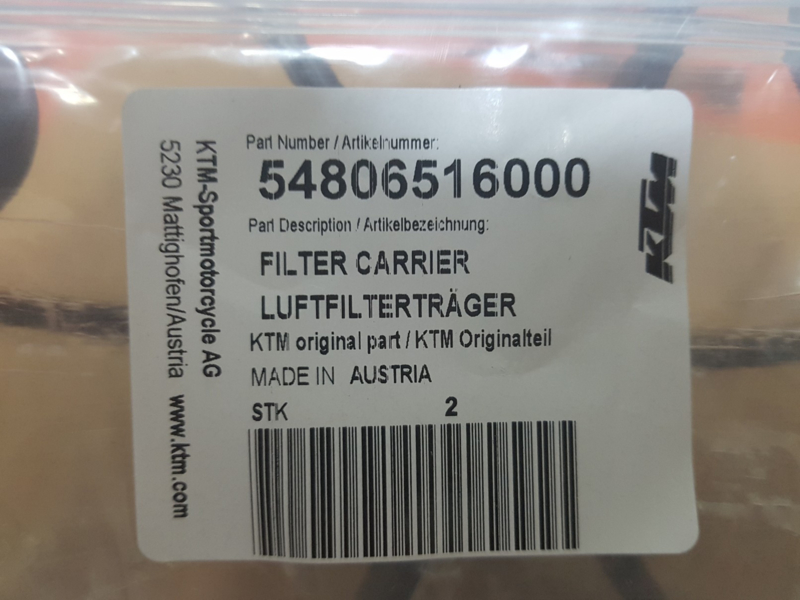 Part Number / Artikelnummer:
54806516000
Part Description / Artikelbezeichnung:
FILTER CARRIER
LUFTFILTERTRÄGER
KTM original part / KTM Originalteil
MADE IN AUSTRIA
STK 2
KTM-Sportmotorcycle AG
5230 Mattighofen/Austria www.ktm.com
KTM